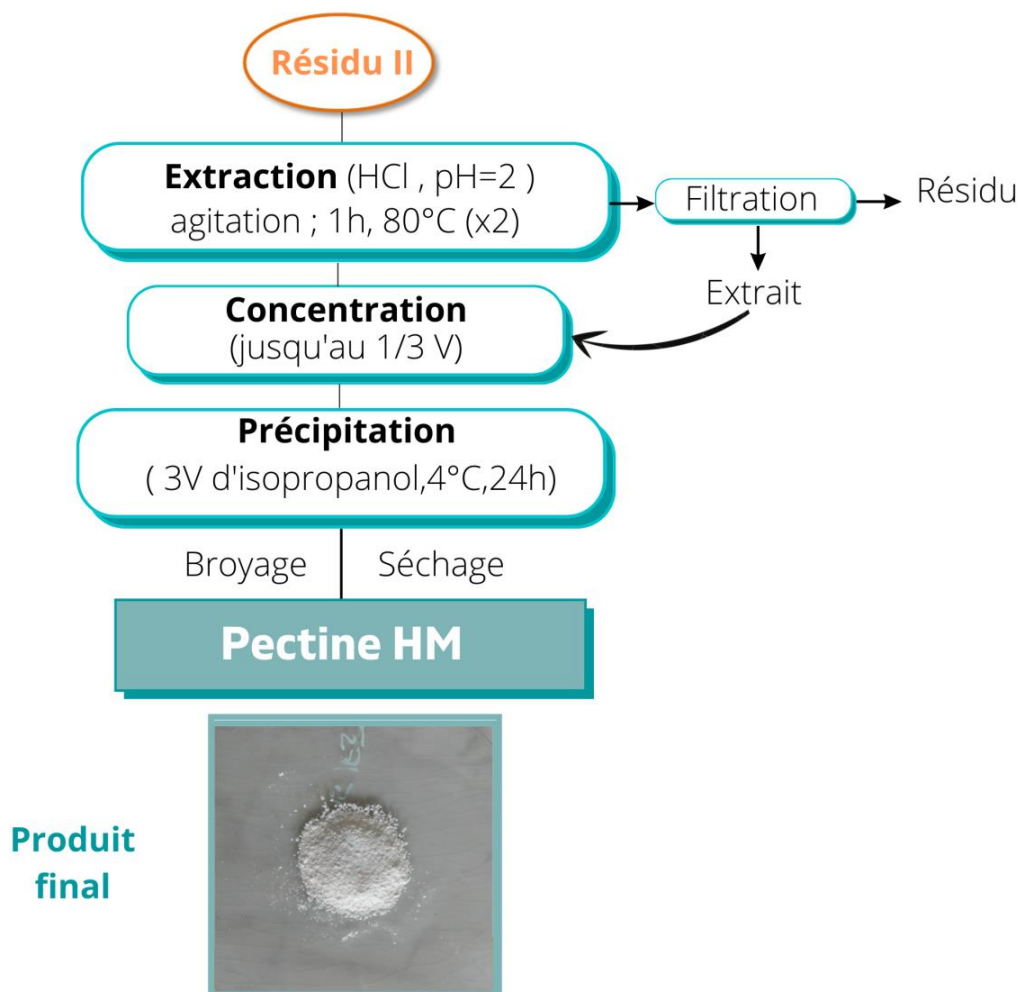 Résidu II
Extraction (HCl , pH=2 )
agitation ; 1h, 80°C (x2)
Filtration
Résidu
Extrait
Concentration
(jusqu'au 1/3 V)
Précipitation
( 3V d'isopropanol,4°C,24h)
Broyage
Séchage
Pectine HM
Produit
final